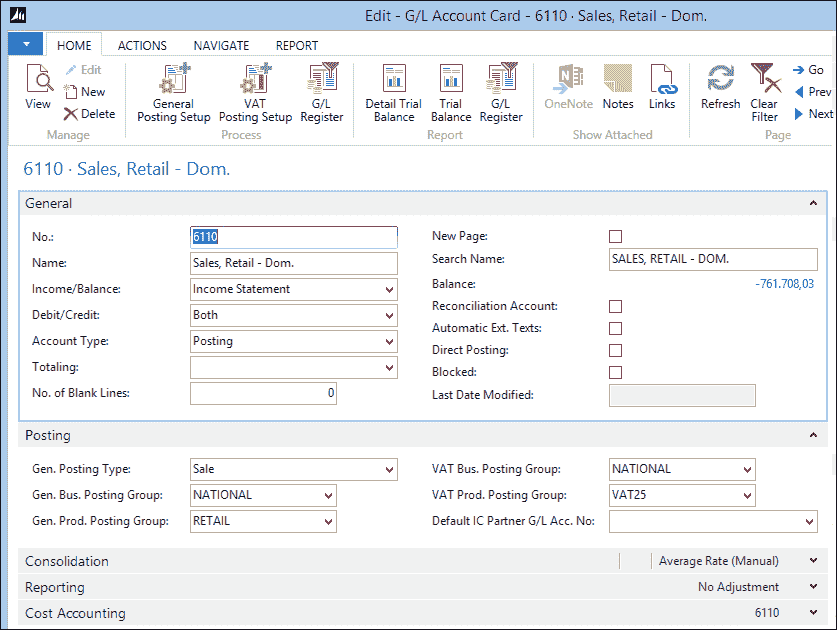 Edit - G/L Account Card - 6110 · Sales, Retail - Dom.
HOME ACTIONS NAVIGATE REPORT
View
Edit
New
Delete
Manage
General Posting Setup
VAT Posting Setup
G/L Register
Process
Detail Trial Balance
Trial Balance
G/L Register
Report
OneNote
Notes
Links
Show Attached
Refresh
Clear Filter
Go
Prev
Next
Page
6110 · Sales, Retail - Dom.
General
No.: 6110
Name: Sales, Retail - Dom.
Income/Balance: Income Statement
Debit/Credit: Both
Account Type: Posting
Totaling:
No. of Blank Lines: 0
New Page:
Search Name: SALES, RETAIL - DOM.
Balance: -761.708,03
Reconciliation Account:
Automatic Ext. Texts:
Direct Posting:
Blocked:
Last Date Modified:
Posting
Gen. Posting Type: Sale
Gen. Bus. Posting Group: NATIONAL
Gen. Prod. Posting Group: RETAIL
VAT Bus. Posting Group: NATIONAL
VAT Prod. Posting Group: VAT25
Default IC Partner G/L Acc. No:
Consolidation Average Rate (Manual)
Reporting No Adjustment
Cost Accounting 6110